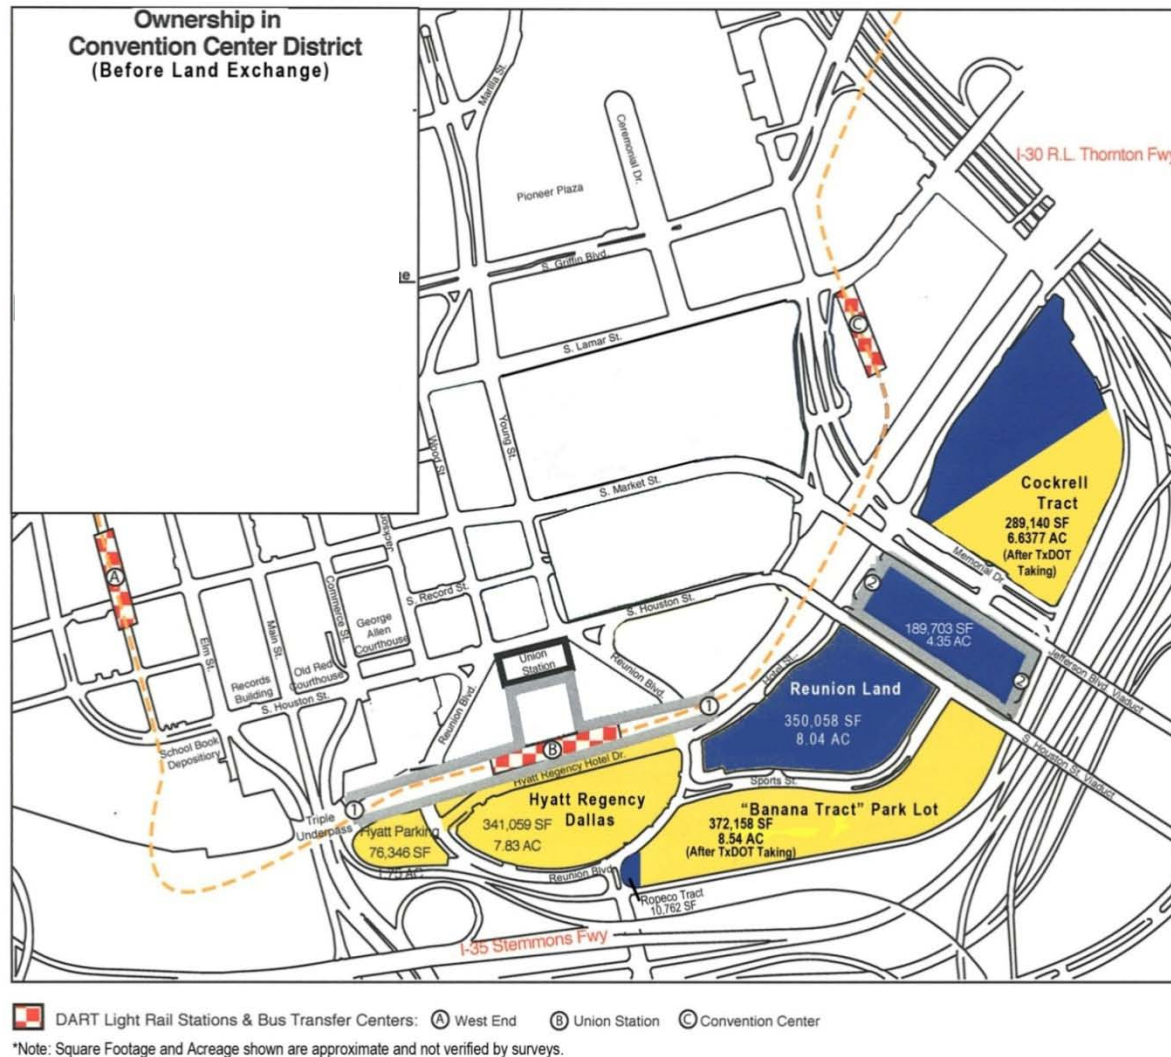 Ownership in
Convention Center District
(Before Land Exchange)
Marilla St.
Ceremonial Dr.
I-30 R.L. Thornton Fwy
Pioneer Plaza
S. Griffin Blvd.
C
S. Lamar St.
Young St.
Wood St.
S. Market St.
Cockrell
Tract
289,140 SF
6.6377 AC
(After TxDOT
Taking)
Jackson
Memorial Dr.
A
2
Commerce St.
S. Record St.
S. Houston St.
George
Allen
Courthouse
189,703 SF
4.35 AC
Elm St.
Main St.
Union
Station
Old Red
Courthouse
Records
Building
Reunion Blvd.
Reunion Blvd.
Hotel St.
Jefferson Blvd. Viaduct
2
S. Houston St.
Reunion Land
350,058 SF
8.04 AC
1
School Book
Depository
B
S. Houston St. Viaduct
Hyatt Regency Hotel Dr.
Sports St.
1
Triple
Underpass
Hyatt Regency
Dallas
341,059 SF
7.83 AC
"Banana Tract" Park Lot
372,158 SF
8.54 AC
(After TxDOT Taking)
Hyatt Parking
76,346 SF
1.75 AC
Reunion Blvd.
Ropeco Tract
10,762 SF
I-35 Stemmons Fwy
DART Light Rail Stations & Bus Transfer Centers: A West End B Union Station C Convention Center
*Note: Square Footage and Acreage shown are approximate and not verified by surveys.